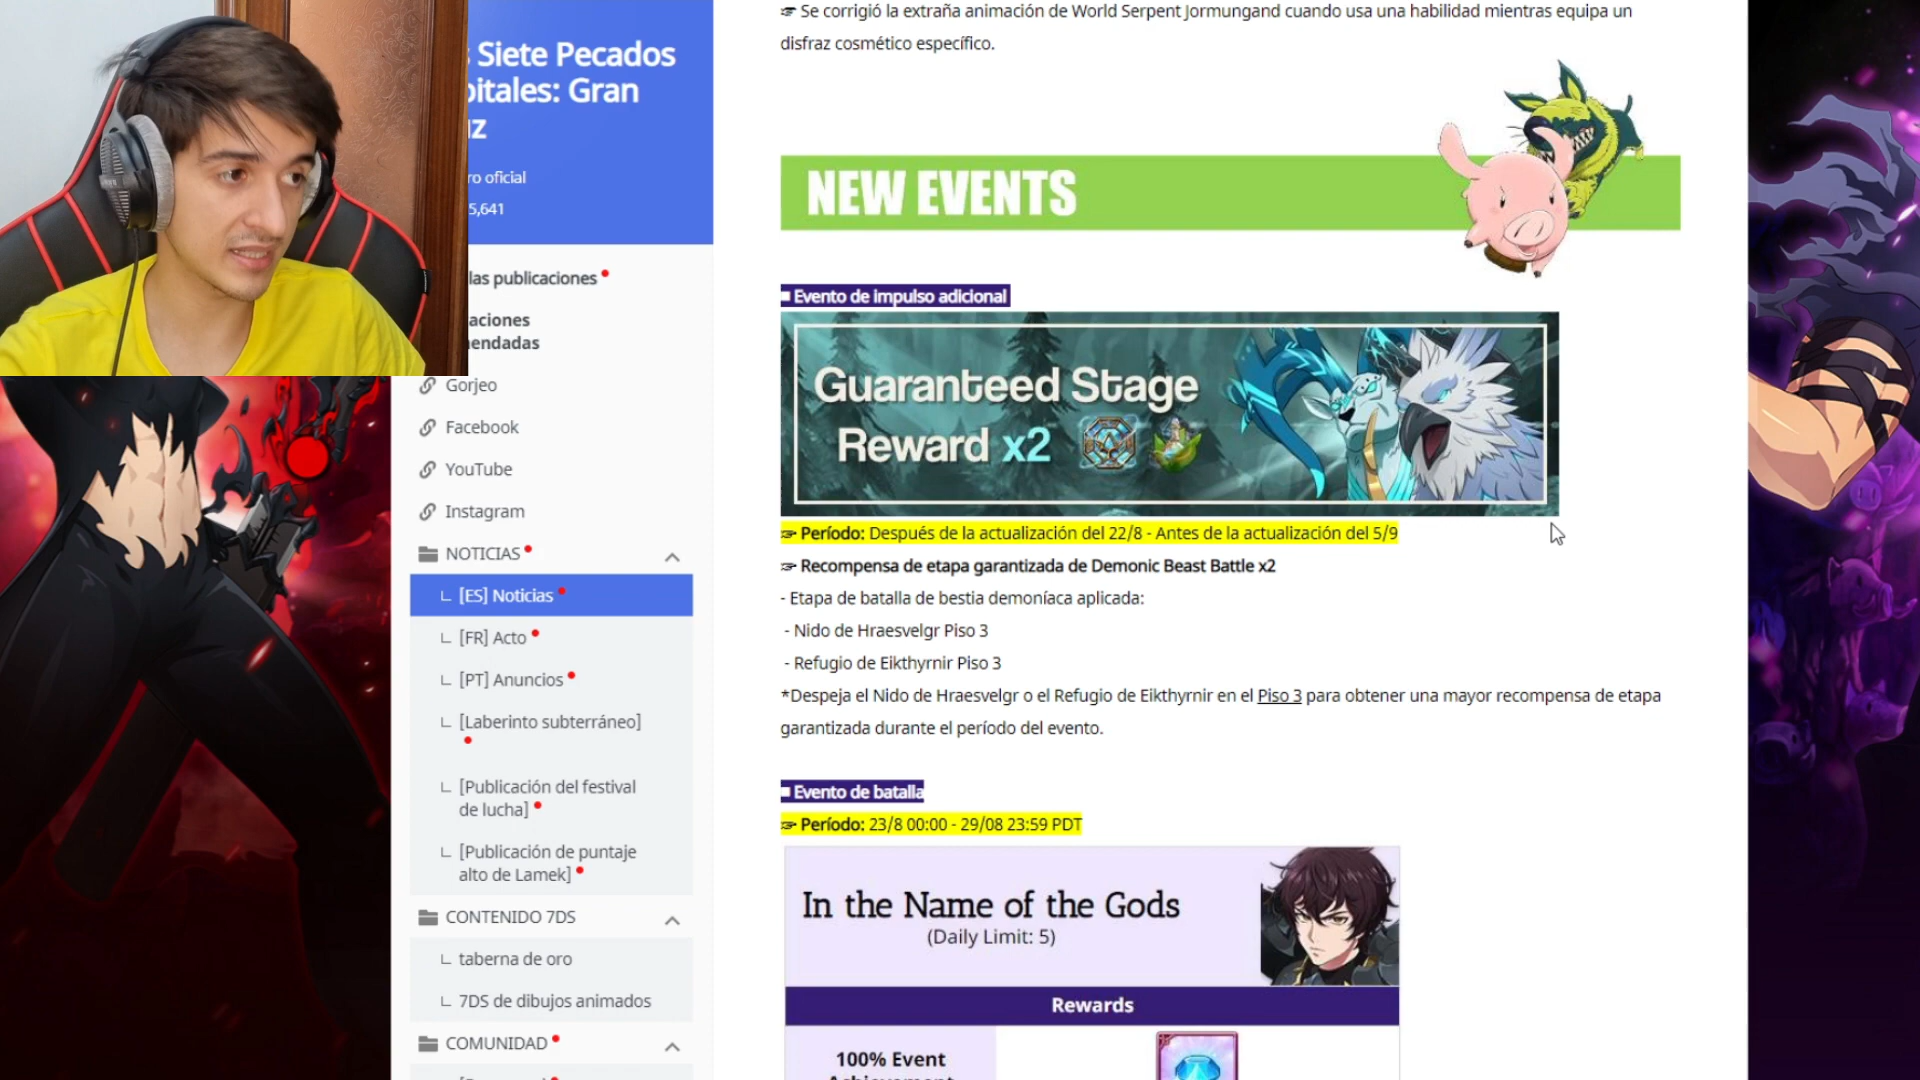 s Siete Pecados
pitales: Gran
uz
ro oficial
5,641
las publicaciones
aciones
nendadas
Gorjeo
Facebook
YouTube
Instagram
NOTICIAS
[ES] Noticias
[FR] Acto
[PT] Anuncios
[Laberinto subterráneo]
[Publicación del festival
de lucha]
[Publicación de puntaje
alto de Lamek]
CONTENIDO 7DS
taberna de oro
7DS de dibujos animados
COMUNIDAD
☞ Se corrigió la extraña animación de World Serpent Jormungand cuando usa una habilidad mientras equipa un
disfraz cosmético específico.
NEW EVENTS
■ Evento de impulso adicional
Guaranteed Stage
Reward x2
☞ Período: Después de la actualización del 22/8 - Antes de la actualización del 5/9
☞ Recompensa de etapa garantizada de Demonic Beast Battle x2
- Etapa de batalla de bestia demoníaca aplicada:
- Nido de Hraesvelgr Piso 3
- Refugio de Eikthyrnir Piso 3
*Despeja el Nido de Hraesvelgr o el Refugio de Eikthyrnir en el Piso 3 para obtener una mayor recompensa de etapa
garantizada durante el período del evento.
■ Evento de batalla
☞ Período: 23/8 00:00 - 29/08 23:59 PDT
In the Name of the Gods
(Daily Limit: 5)
Rewards
100% Event